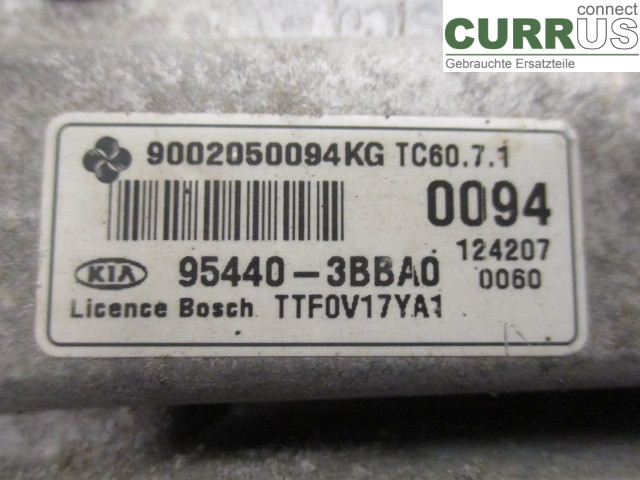 connect
CURRUS
Gebrauchte Ersatzteile
9002050094KG TC60.7.1
0094
124207
KIA 95440-3BBA0 0060
Licence Bosch TTF0V17YA1